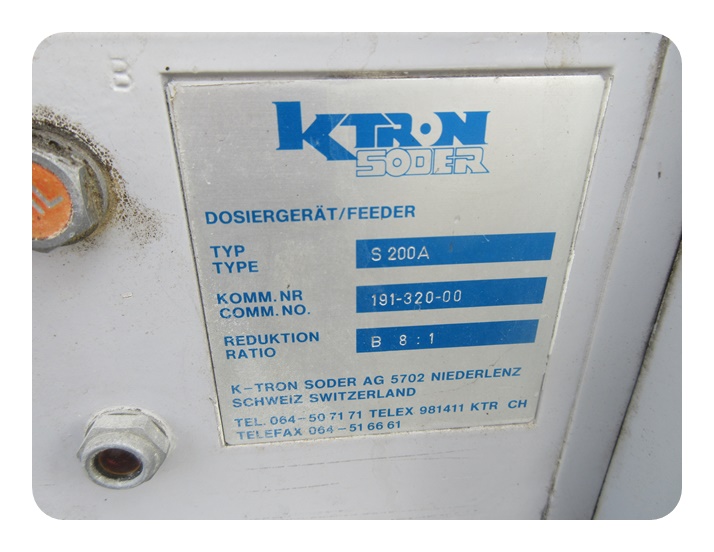 B
K-TRON
SODER
DOSIERGERÄT/FEEDER
TYP
TYPE
S 200A
KOMM.NR
COMM.NO.
191-320-00
REDUKTION
RATIO
B 8 : 1
K-TRON SODER AG 5702 NIEDERLENZ
SCHWEIZ SWITZERLAND
TEL. 064-50 71 71 TELEX 981411 KTR CH
TELEFAX 064-51 66 61